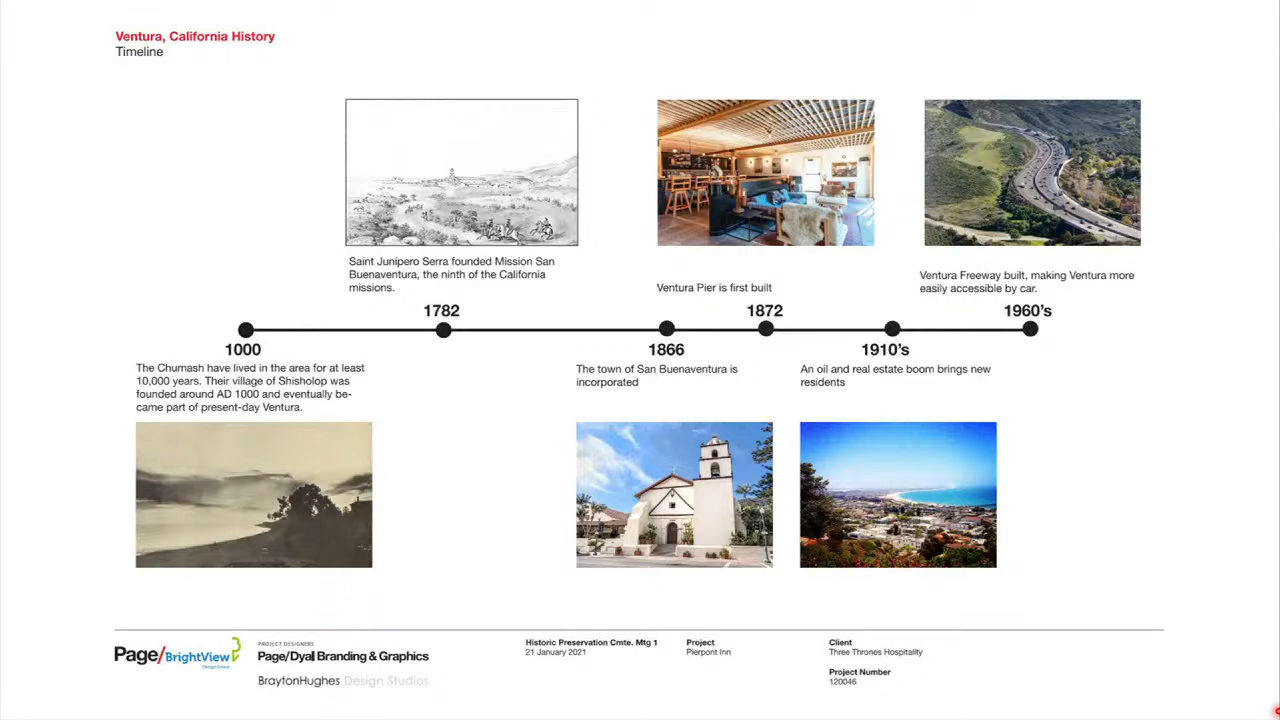 Ventura, California History
Timeline
Saint Junípero Serra founded Mission San
Buenaventura, the ninth of the California
missions.
Ventura Pier is first built
Ventura Freeway built, making Ventura more
easily accessible by car.
1782
1872
1960’s
1000
1866
1910’s
The Chumash have lived in the area for at least
10,000 years. Their village of Shisholop was
founded around AD 1000 and eventually be-
came part of present-day Ventura.
The town of San Buenaventura is
incorporated
An oil and real estate boom brings new
residents
Page/
BrightView
Design Group
PROJECT DESIGNERS
Page/Dyal Branding & Graphics
BraytonHughes Design Studios
Historic Preservation Cmte. Mtg 1
21 January 2021
Project
Pierpont Inn
Client
Three Thrones Hospitality
Project Number
120046